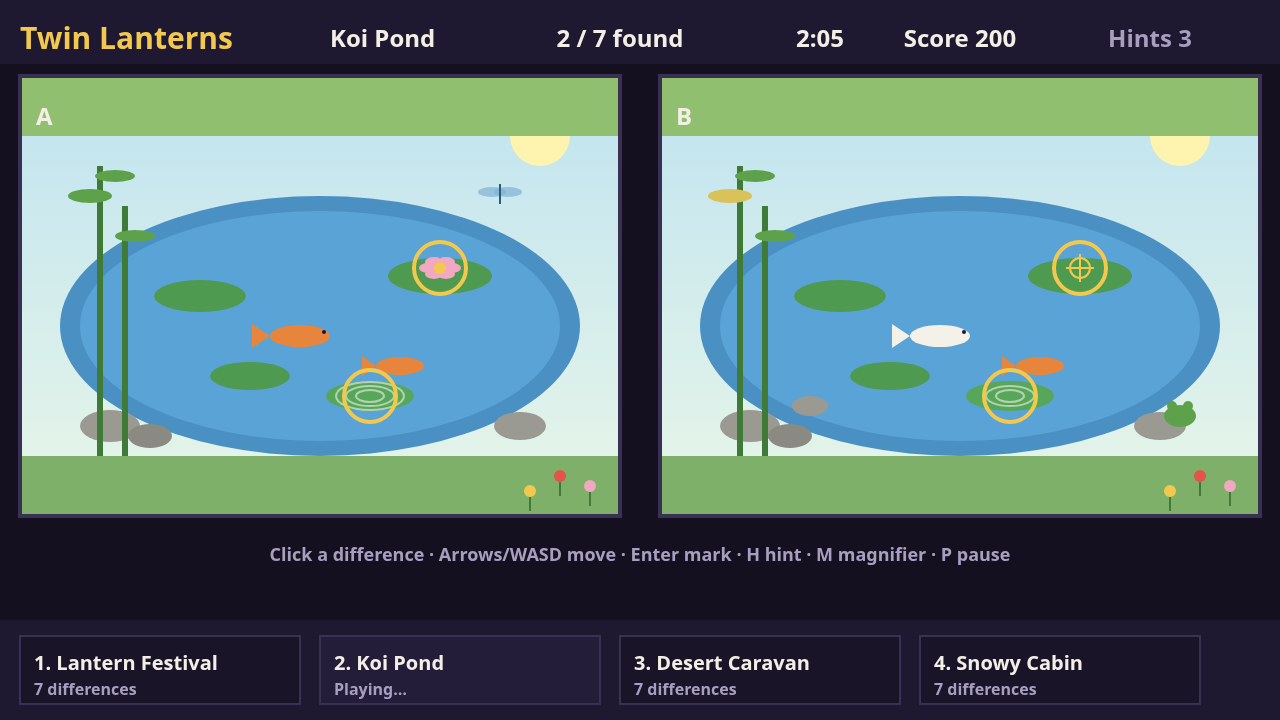 Twin Lanterns
Koi Pond
2 / 7 found
2:05
Score 200
Hints 3
A
B
Click a difference · Arrows/WASD move · Enter mark · H hint · M magnifier · P pause
1. Lantern Festival
7 differences
2. Koi Pond
Playing...
3. Desert Caravan
7 differences
4. Snowy Cabin
7 differences